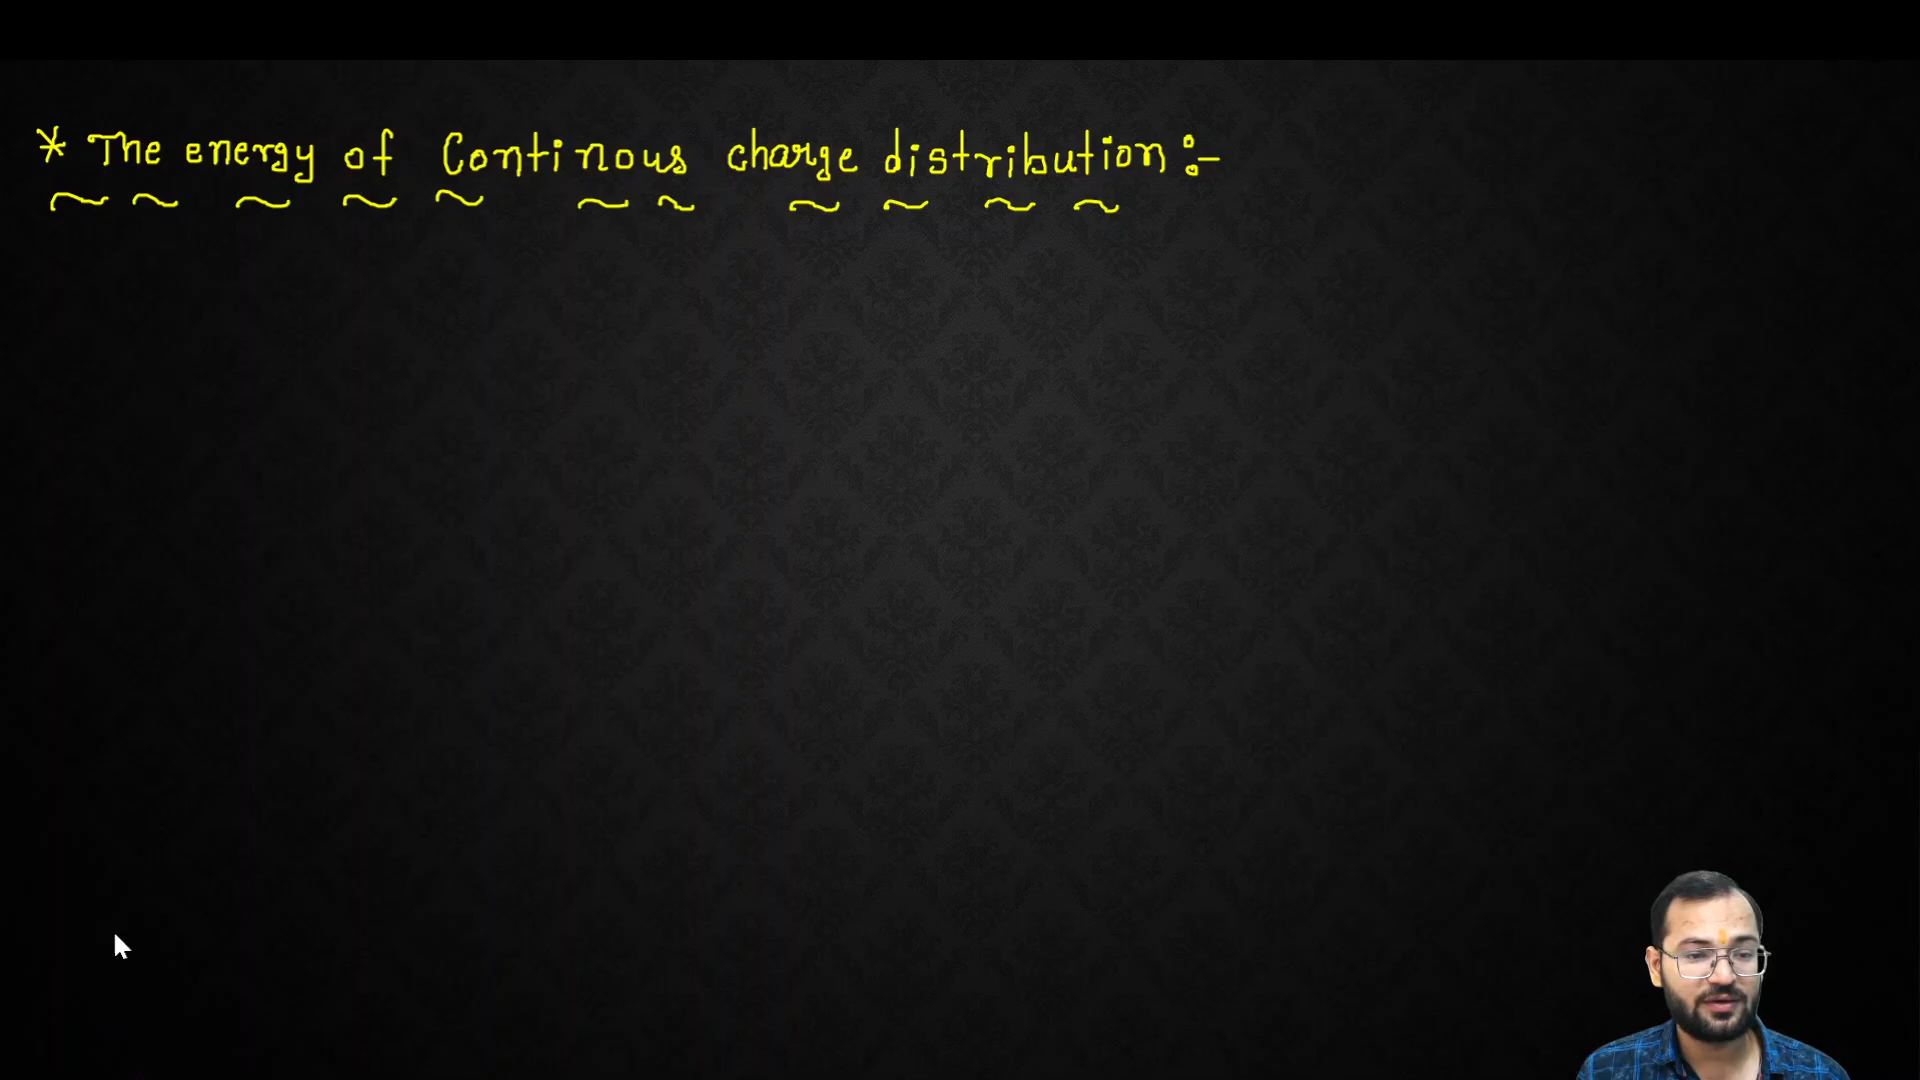 * The energy of Continous charge distribution :-